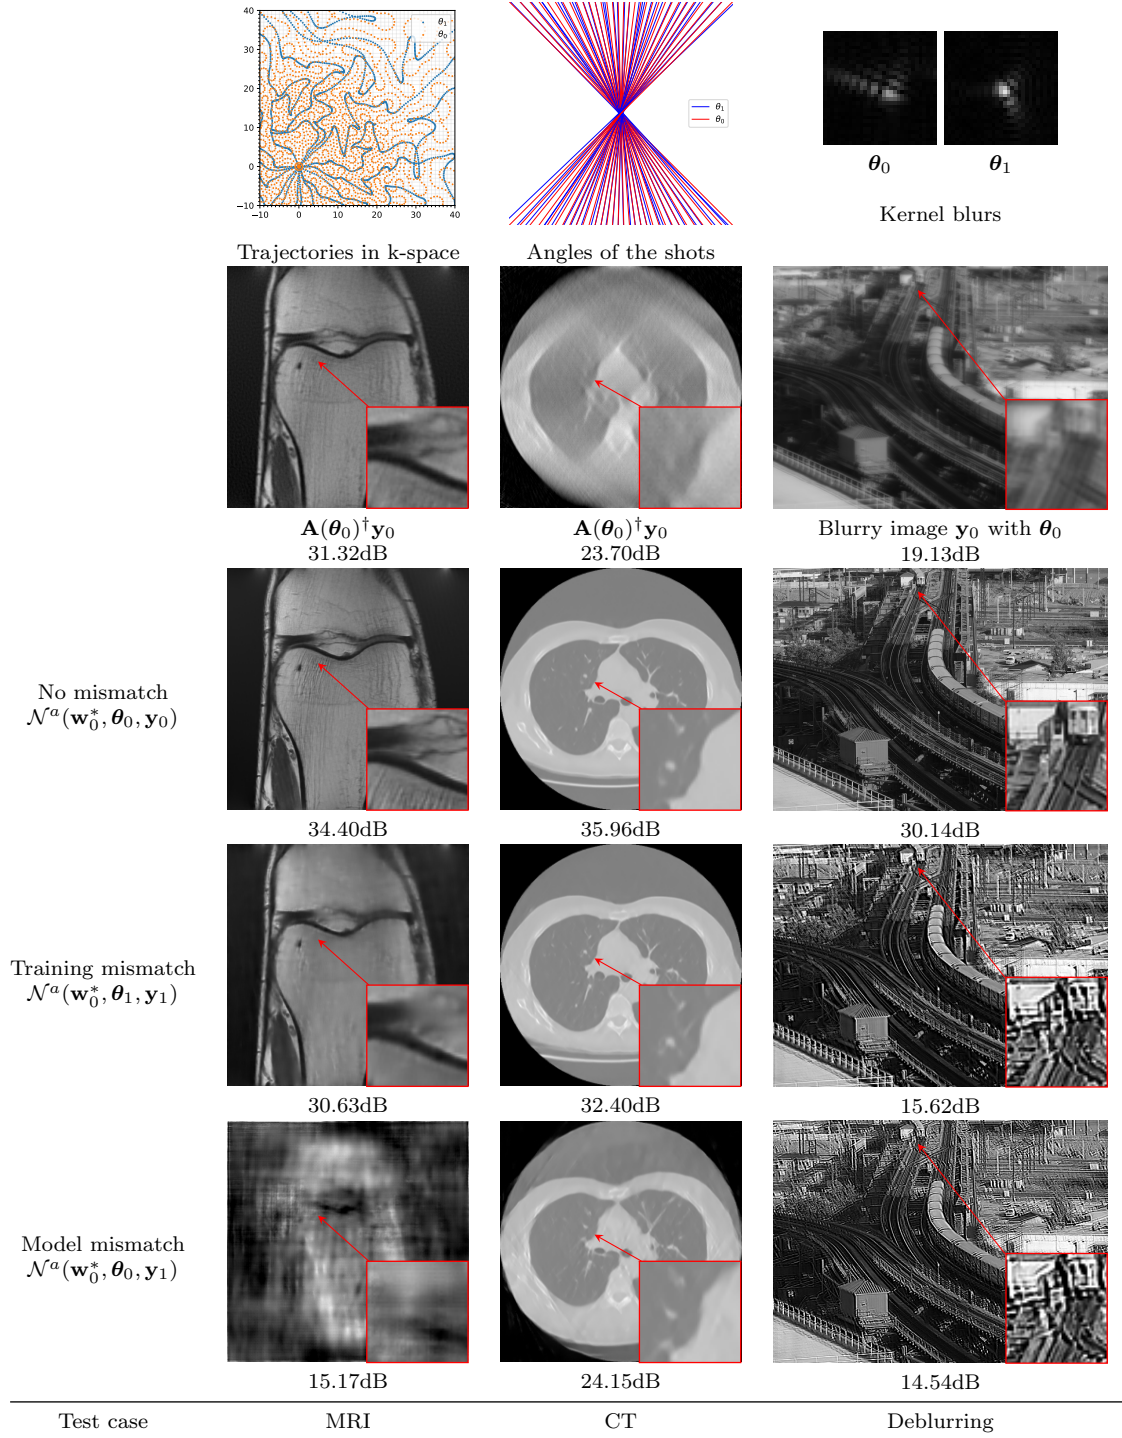 40
30
20
10
0
−10
−10 0 10 20 30 40
θ₁
θ₀
θ₁
θ₀
𝜽₀ 𝜽₁
Kernel blurs
Trajectories in k-space Angles of the shots
𝐀(𝜽₀)†𝐲₀ 𝐀(𝜽₀)†𝐲₀ Blurry image 𝐲₀ with 𝜽₀
31.32dB 23.70dB 19.13dB
No mismatch
𝒩ᵃ(𝐰₀*, 𝜽₀, 𝐲₀)
34.40dB 35.96dB 30.14dB
Training mismatch
𝒩ᵃ(𝐰₀*, 𝜽₁, 𝐲₁)
30.63dB 32.40dB 15.62dB
Model mismatch
𝒩ᵃ(𝐰₀*, 𝜽₀, 𝐲₁)
15.17dB 24.15dB 14.54dB
Test case MRI CT Deblurring